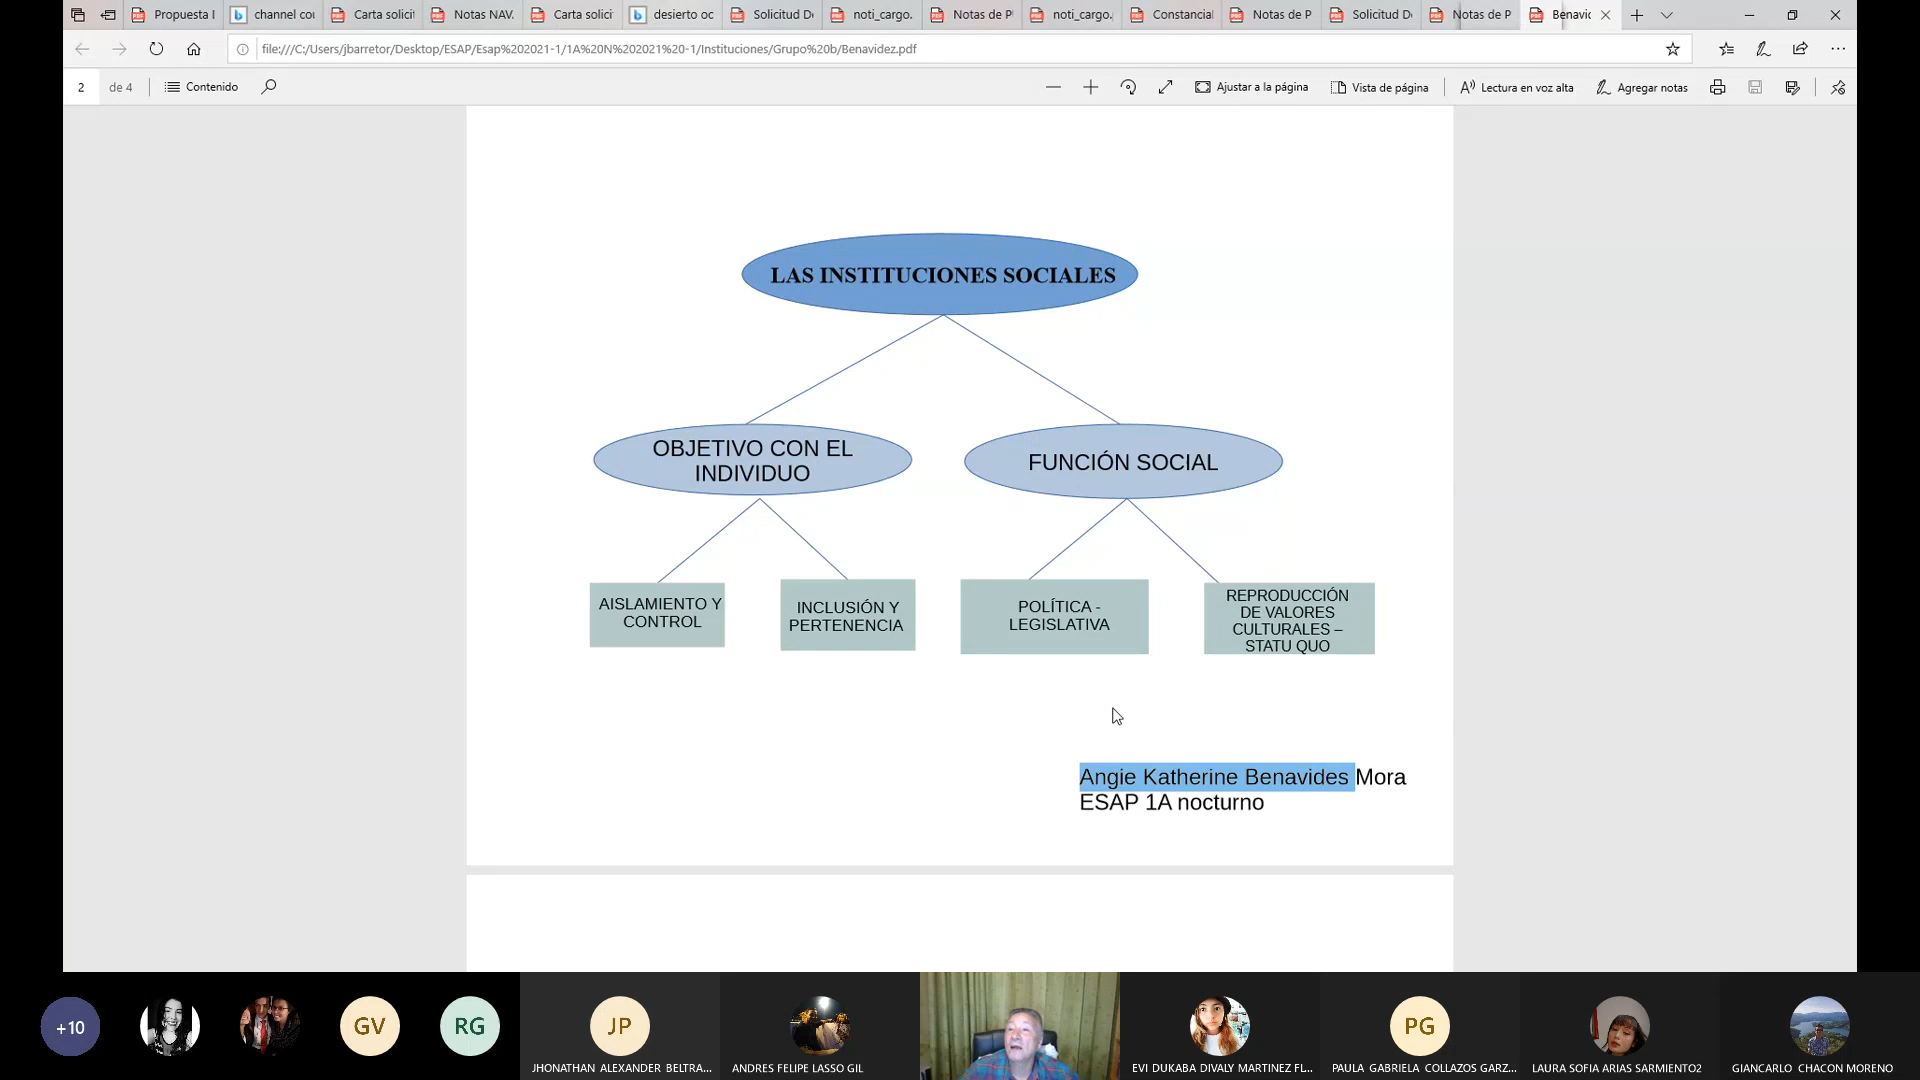 Propuesta I
channel cou
Carta solicit
Notas NAV.
Carta solici
desierto oc
Solicitud De
noti_cargo.
Notas de P
noti_cargo.
Constancial
Notas de P
Solicitud De
Notas de P
Benavic
file:///C:/Users/jbarretor/Desktop/ESAP/Esap%202021-1/1A%20N%202021%20-1/Instituciones/Grupo%20b/Benavidez.pdf
2 de 4 Contenido
Ajustar a la página
Vista de página
Lectura en voz alta
Agregar notas
LAS INSTITUCIONES SOCIALES
OBJETIVO CON EL
INDIVIDUO
FUNCIÓN SOCIAL
AISLAMIENTO Y
CONTROL
INCLUSIÓN Y
PERTENENCIA
POLÍTICA -
LEGISLATIVA
REPRODUCCIÓN
DE VALORES
CULTURALES –
STATU QUO
Angie Katherine Benavides Mora
ESAP 1A nocturno
+10
GV
RG
JP
JHONATHAN ALEXANDER BELTRA...
ANDRES FELIPE LASSO GIL
EVI DUKABA DIVALY MARTINEZ FL...
PG
PAULA GABRIELA COLLAZOS GARZ...
LAURA SOFIA ARIAS SARMIENTO2
GIANCARLO CHACON MORENO